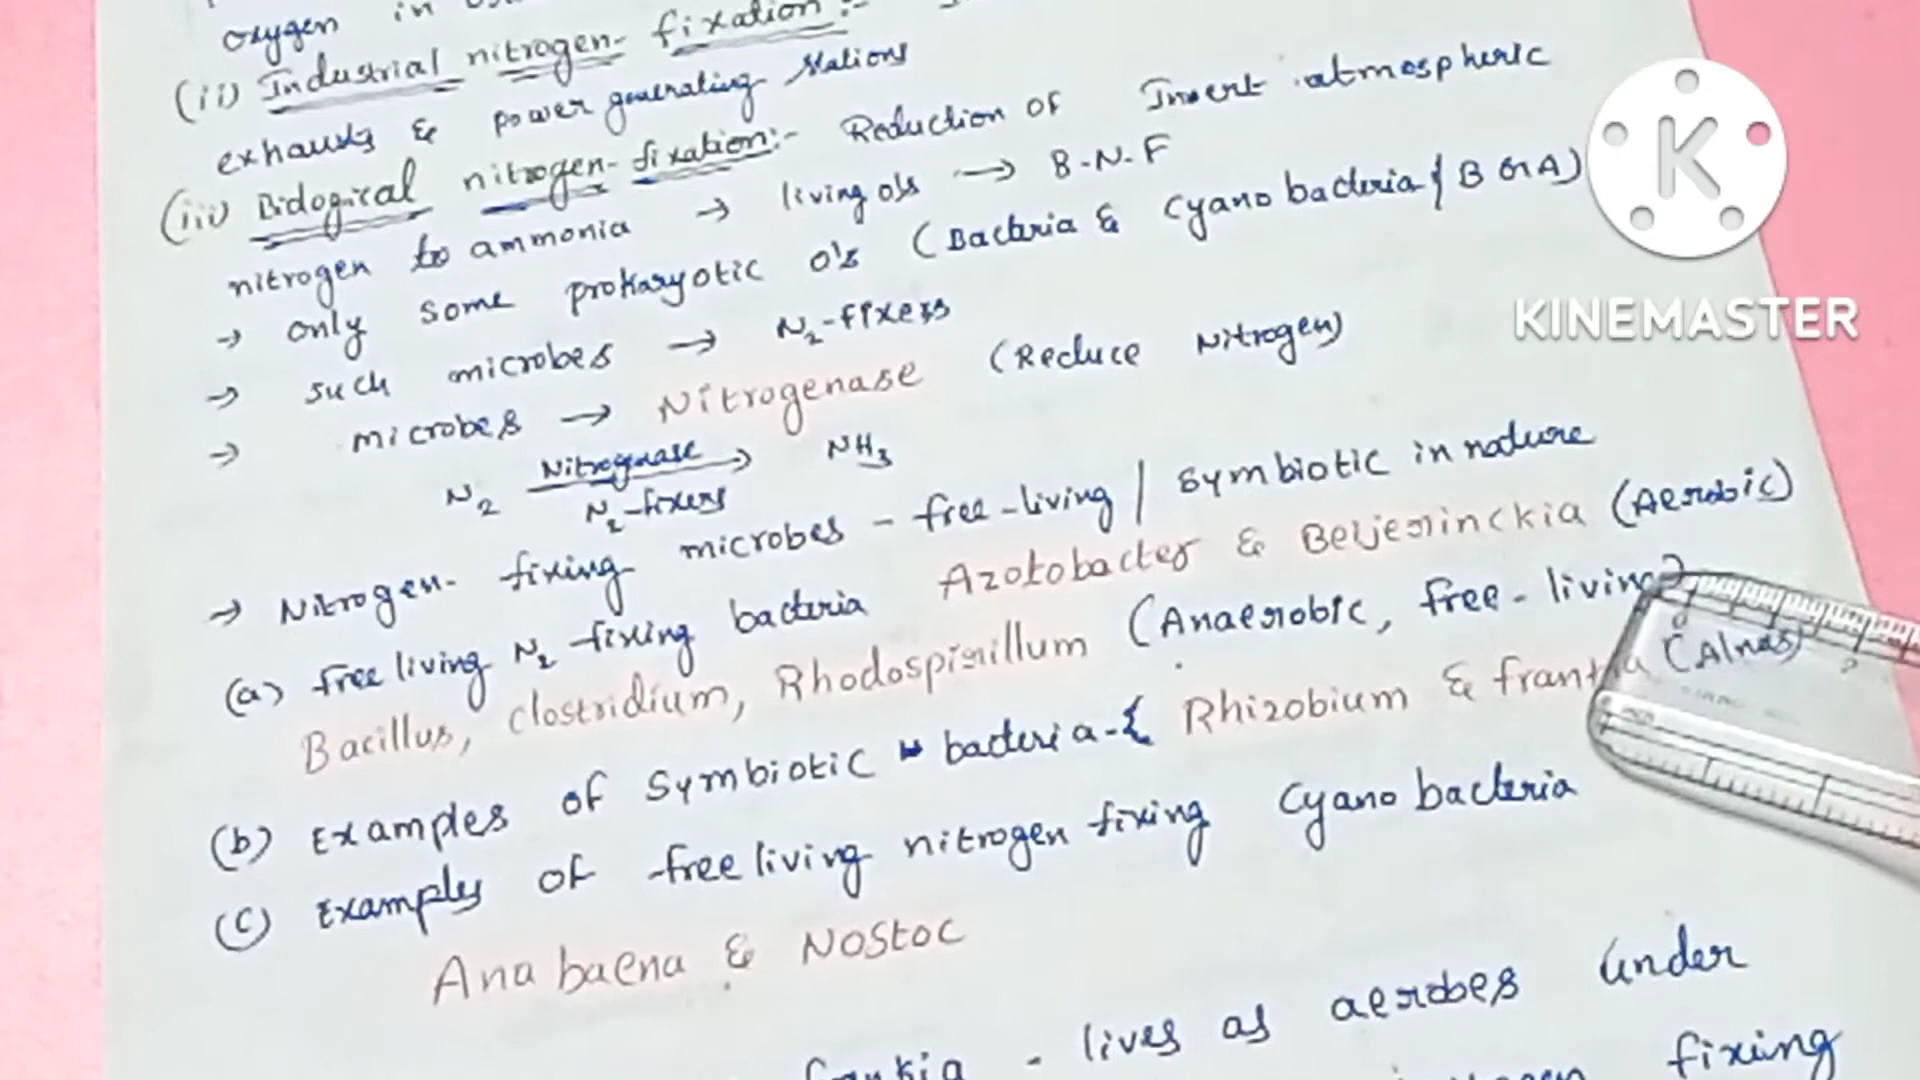 oxygen in
(ii) Industrial nitrogen- fixation:-
exhausts & power generating stations
(iii) Biological nitrogen- fixation:- Reduction of Inert atmospheric
nitrogen to ammonia → living o's → B.N.F
→ only some prokaryotic o's (Bacteria & Cyano bacteria { B G A)
→ such microbes → N2-fixers
→ microbes → Nitrogenase (Reduce Nitrogen)
N2 Nitrogenase → NH3
N2-fixers
→ Nitrogen- fixing microbes - free-living / symbiotic in nature
(a) free living N2-fixing bacteria Azotobacter & Beijerinckia (Aerobic)
Bacillus, clostridium, Rhodospirillum (Anaerobic, free-living)
(b) Examples of Symbiotic bacteria-{ Rhizobium & frankia (Alnas)
(c) Examples of free living nitrogen fixing Cyano bacteria
Anabaena & Nostoc
frankia - lives as aerobes under
fixing
KINEMASTER